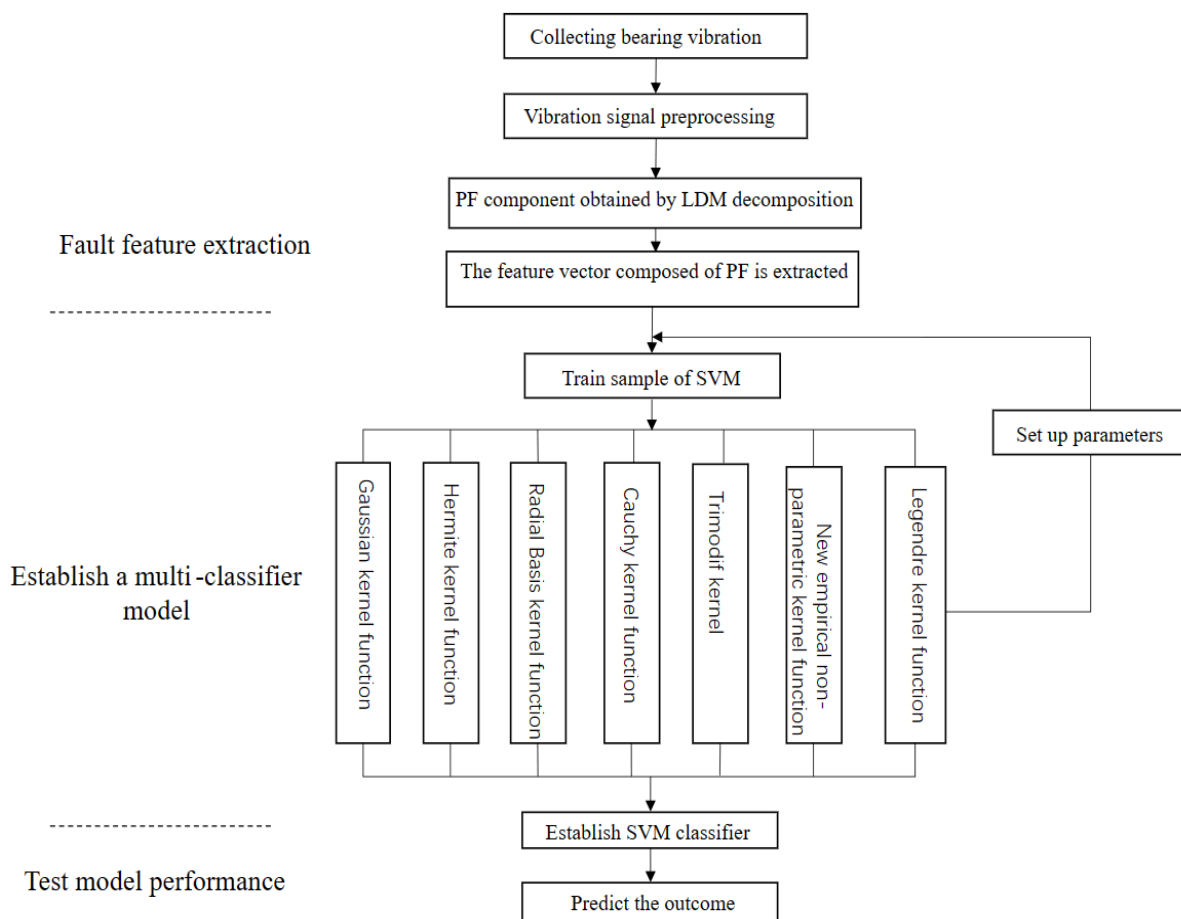 Collecting bearing vibration
Vibration signal preprocessing
PF component obtained by LDM decomposition
Fault feature extraction
The feature vector composed of PF is extracted
Train sample of SVM
Set up parameters
Gaussian kernel function
Hermite kernel function
Radial Basis kernel function
Cauchy kernel function
Trimodif kernel
New empirical non-
parametric kernel function
Legendre kernel function
Establish a multi-classifier
model
Establish SVM classifier
Test model performance
Predict the outcome